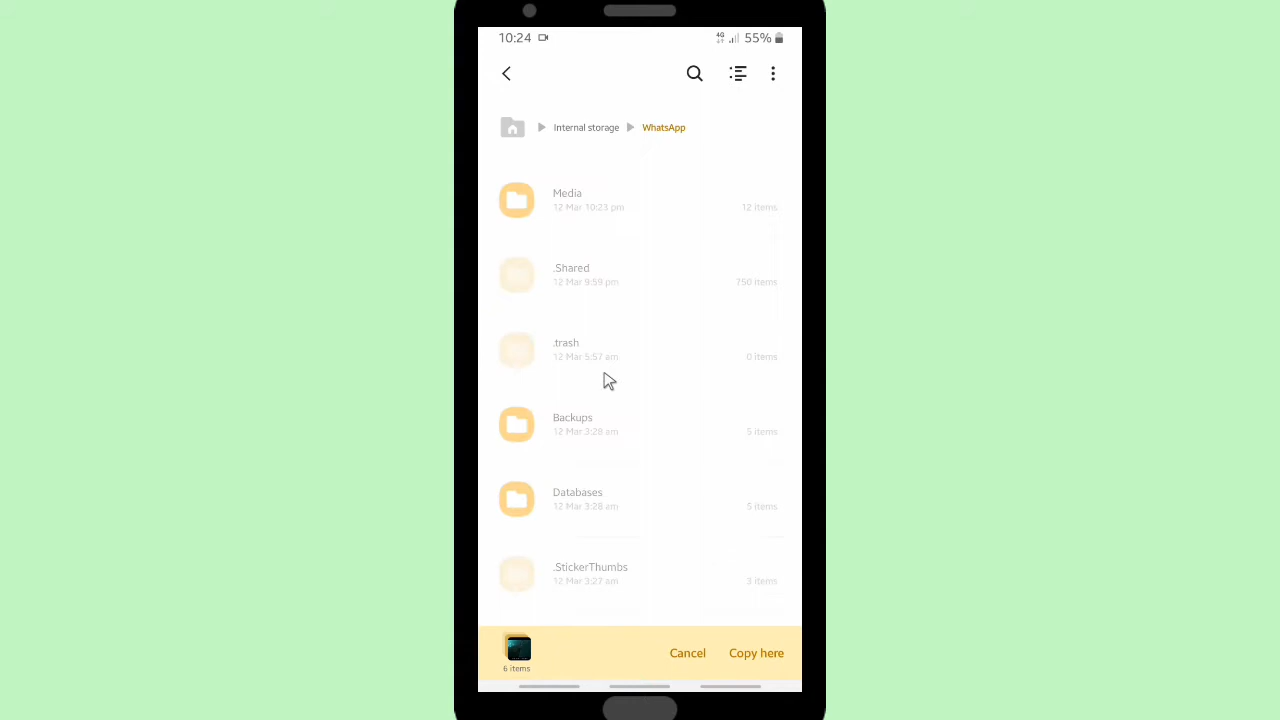 10:24 4G 55%
Internal storage WhatsApp
Media
12 Mar 10:23 pm 12 items
.Shared
12 Mar 9:59 pm 750 items
.trash
12 Mar 5:57 am 0 items
Backups
12 Mar 3:28 am 5 items
Databases
12 Mar 3:28 am 5 items
.StickerThumbs
12 Mar 3:27 am 3 items
6 items Cancel Copy here